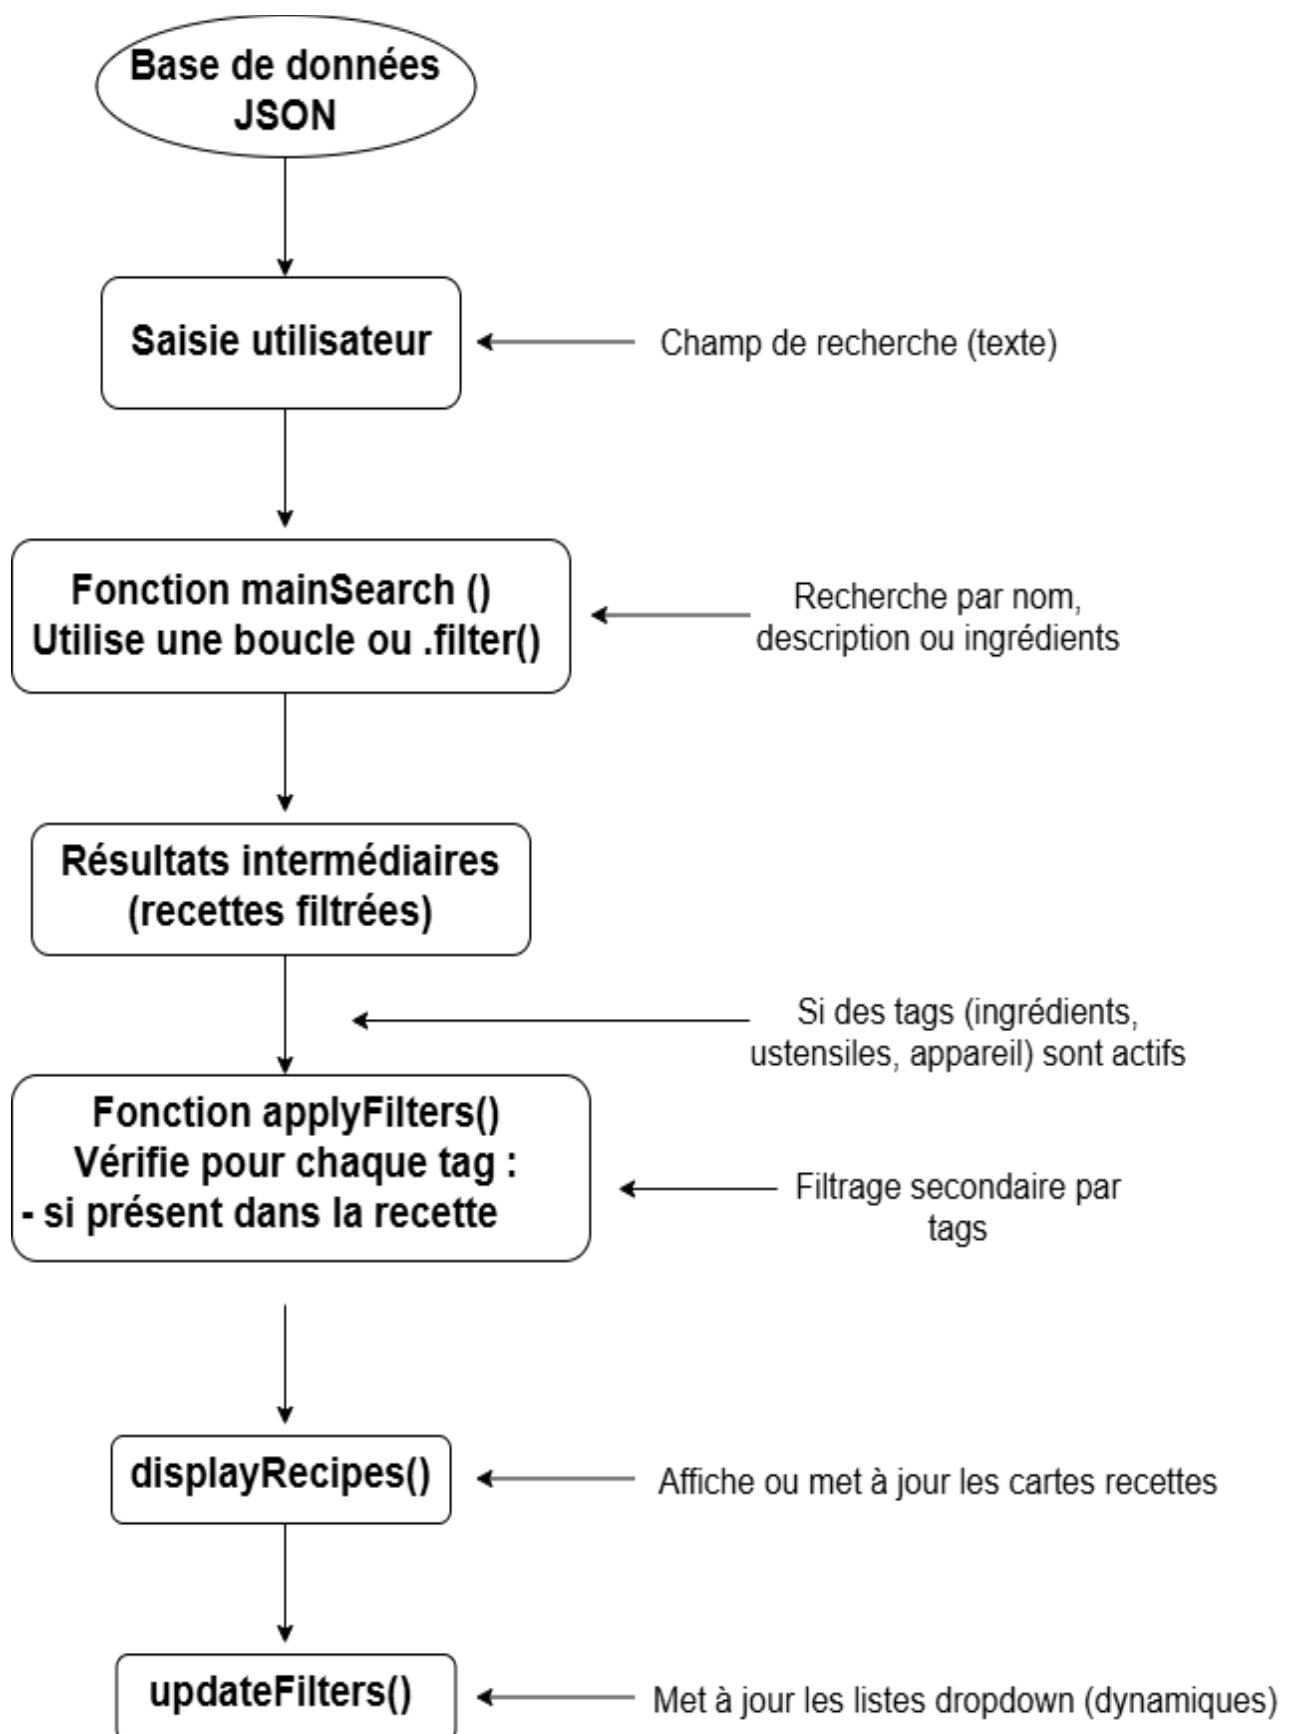 Base de données
JSON
Saisie utilisateur
Champ de recherche (texte)
Fonction mainSearch ()
Utilise une boucle ou .filter()
Recherche par nom,
description ou ingrédients
Résultats intermédiaires
(recettes filtrées)
Si des tags (ingrédients,
ustensiles, appareil) sont actifs
Fonction applyFilters()
Vérifie pour chaque tag :
- si présent dans la recette
Filtrage secondaire par
tags
displayRecipes()
Affiche ou met à jour les cartes recettes
updateFilters()
Met à jour les listes dropdown (dynamiques)